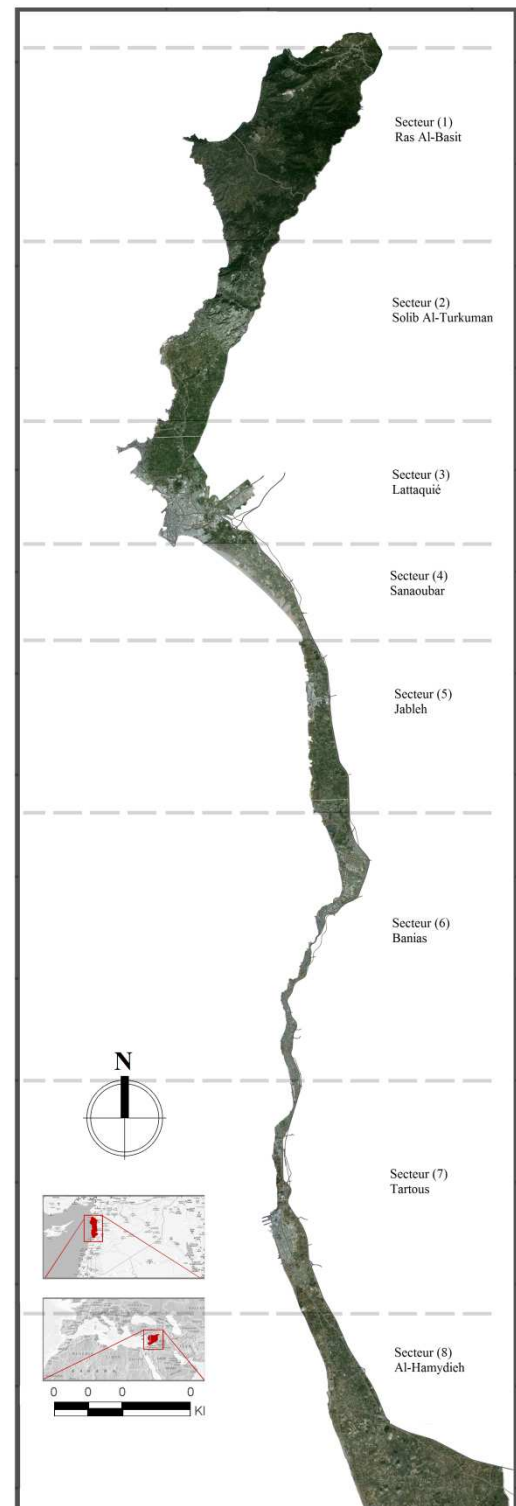 Secteur (1)
Ras Al-Basit
Secteur (2)
Solib Al-Turkuman
Secteur (3)
Lattaquié
Secteur (4)
Sanaoubar
Secteur (5)
Jableh
Secteur (6)
Banias
N
Secteur (7)
Tartous
Secteur (8)
Al-Hamydieh
0 0 0 0
Kl